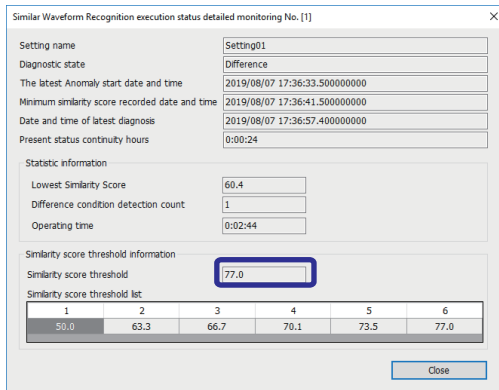 Similar Waveform Recognition execution status detailed monitoring No. [1]
Setting name Setting01
Diagnostic state Difference
The latest Anomaly start date and time 2019/08/07 17:36:33.500000000
Minimum similarity score recorded date and time 2019/08/07 17:36:41.500000000
Date and time of latest diagnosis 2019/08/07 17:36:57.400000000
Present status continuity hours 0:00:24
Statistic information
Lowest Similarity Score 60.4
Difference condition detection count 1
Operating time 0:02:44
Similarity score threshold information
Similarity score threshold 77.0
Similarity score threshold list
1 2 3 4 5 6
50.0 63.3 66.7 70.1 73.5 77.0
Close